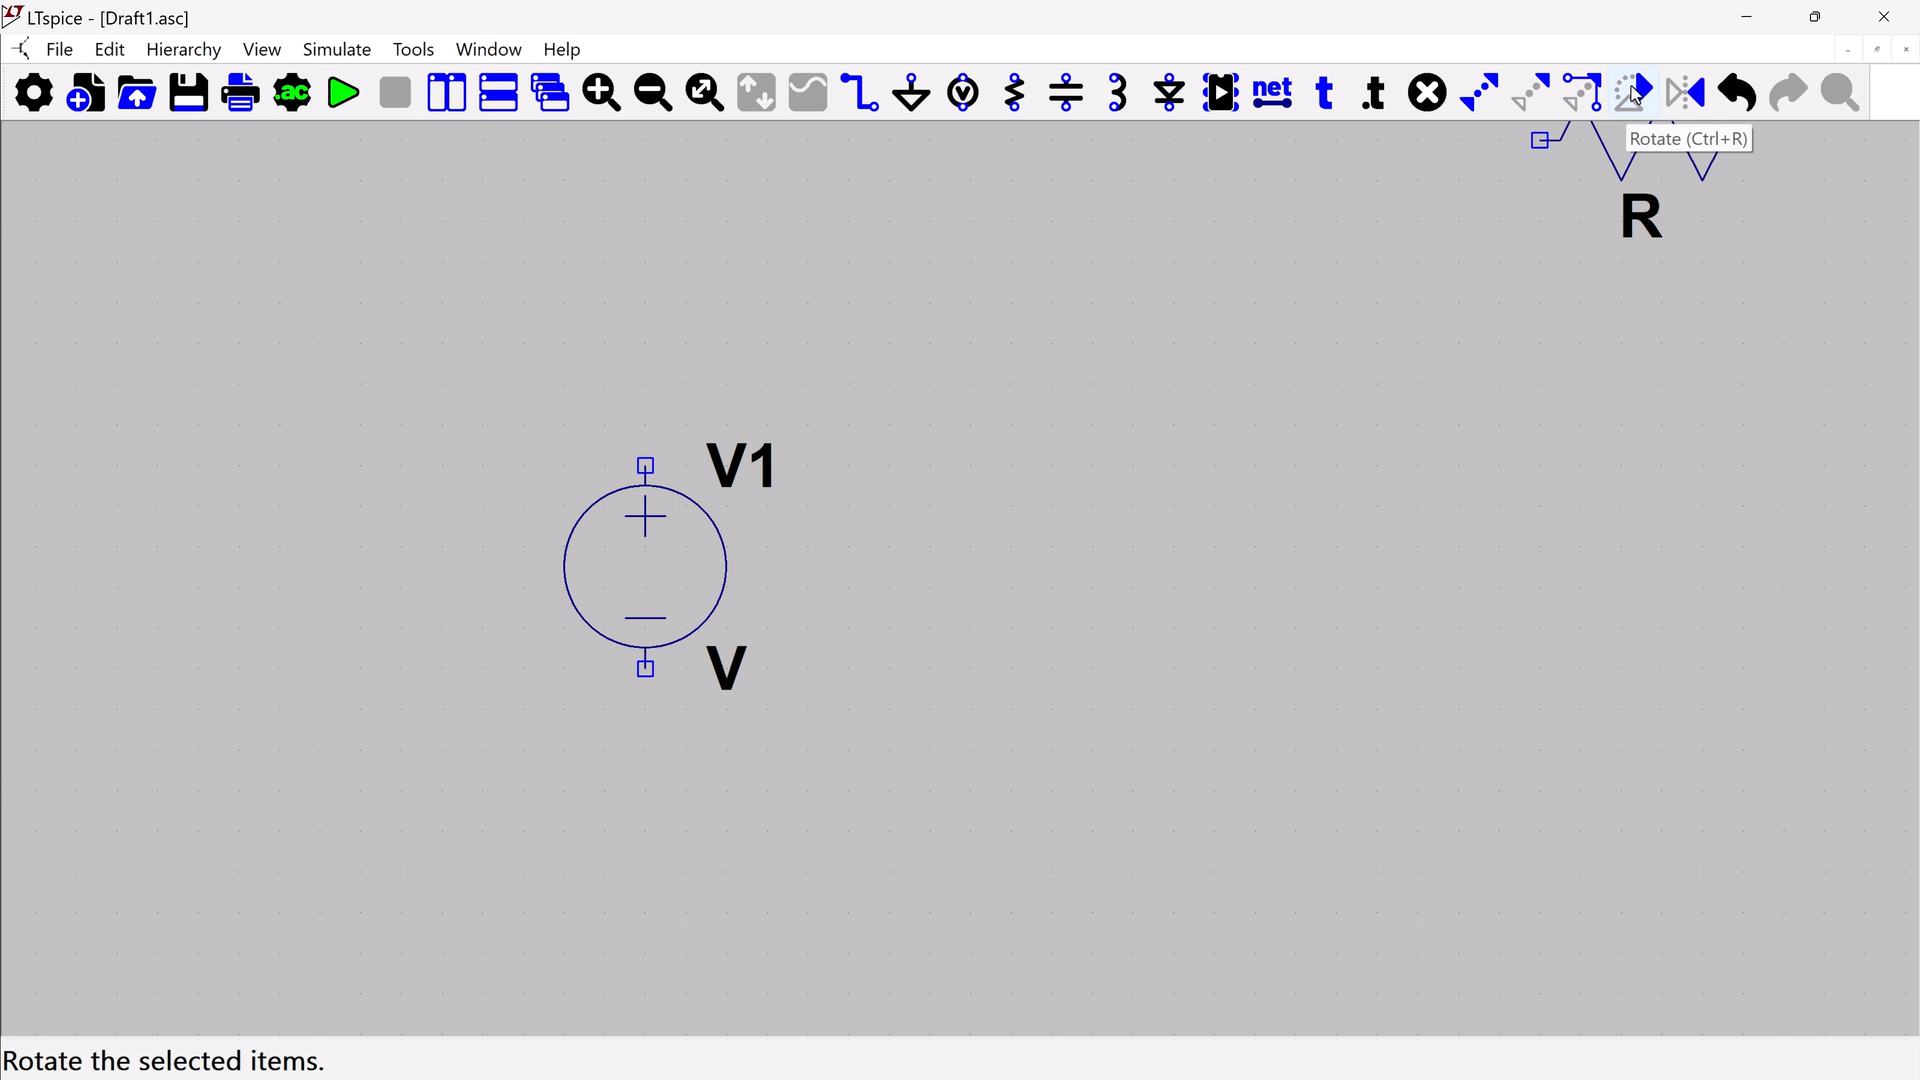 LTspice - [Draft1.asc]
File Edit Hierarchy View Simulate Tools Window Help
.ac net t .t
Rotate (Ctrl+R)
R
V1
V
Rotate the selected items.